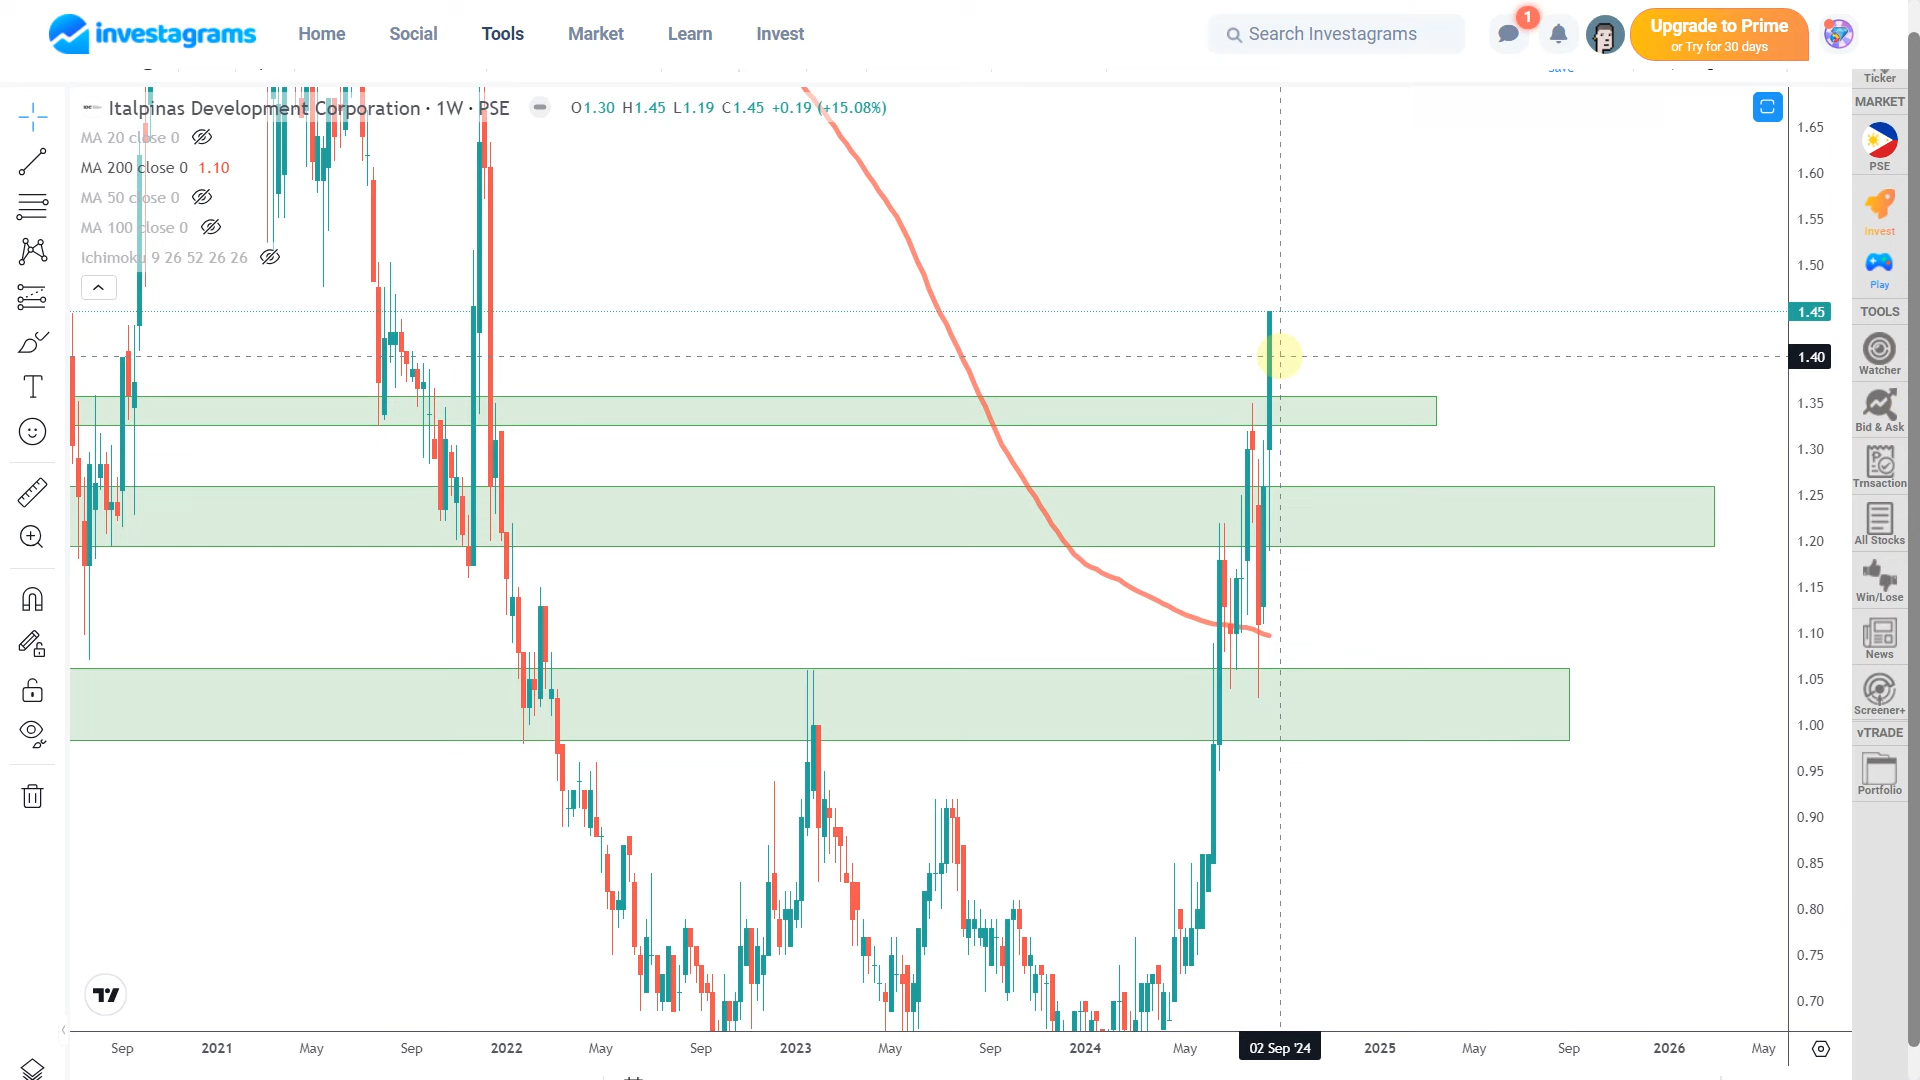 investagrams
Home
Social
Tools
Market
Learn
Invest
Search Investagrams
1
Upgrade to Prime
or Try for 30 days
Save
Italpinas Development Corporation · 1W · PSE
O1.30 H1.45 L1.19 C1.45 +0.19 (+15.08%)
MA 20 close 0
MA 200 close 0 1.10
MA 50 close 0
MA 100 close 0
Ichimoku 9 26 52 26 26
1.65
1.60
1.55
1.50
1.45
1.40
1.35
1.30
1.25
1.20
1.15
1.10
1.05
1.00
0.95
0.90
0.85
0.80
0.75
0.70
Sep
2021
May
Sep
2022
May
Sep
2023
May
Sep
2024
May
02 Sep '24
2025
May
Sep
2026
May
Ticker
MARKET
PSE
Invest
Play
TOOLS
Watcher
Bid & Ask
Trnsaction
All Stocks
Win/Lose
News
Screener+
vTRADE
Portfolio